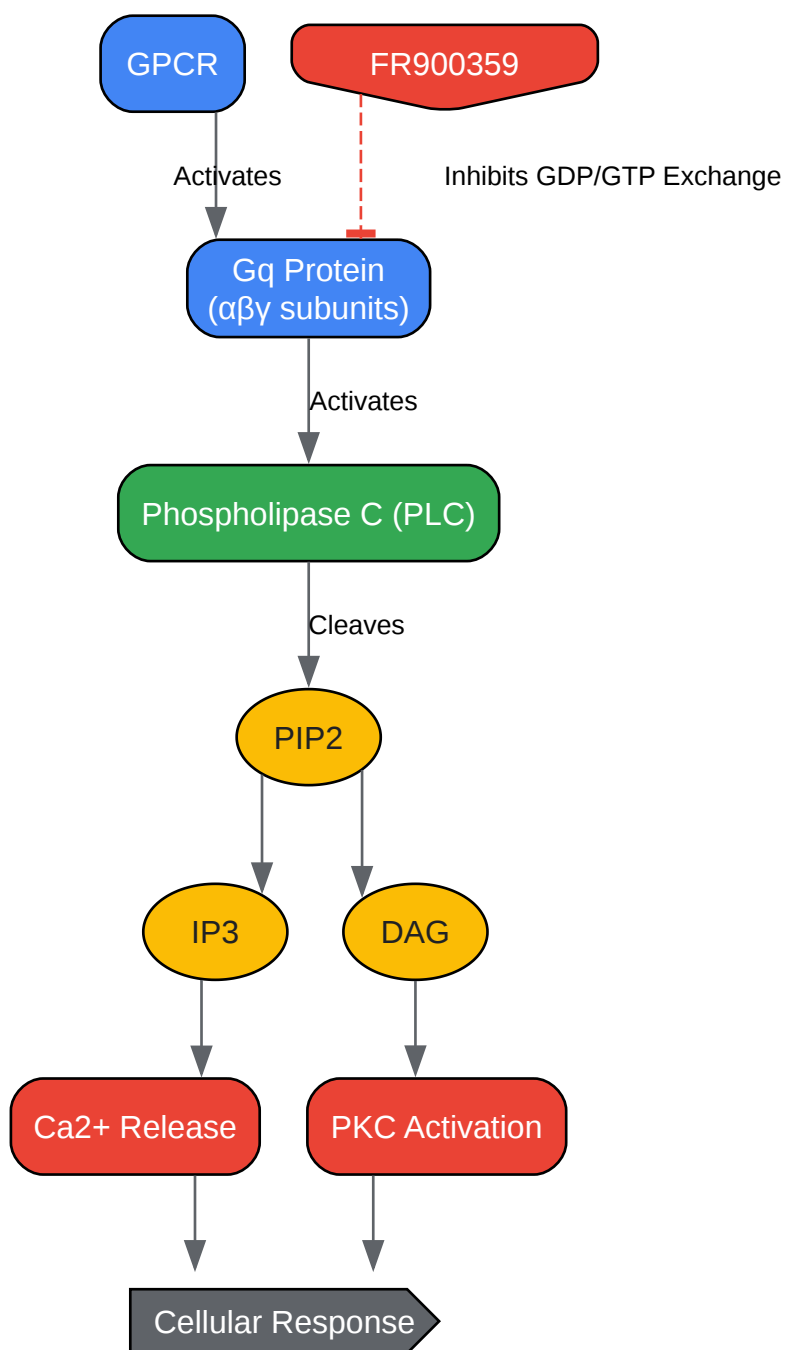 GPCR
FR900359
Activates
Inhibits GDP/GTP Exchange
Gq Protein
(αβγ subunits)
Activates
Phospholipase C (PLC)
Cleaves
PIP2
IP3
DAG
Ca2+ Release
PKC Activation
Cellular Response